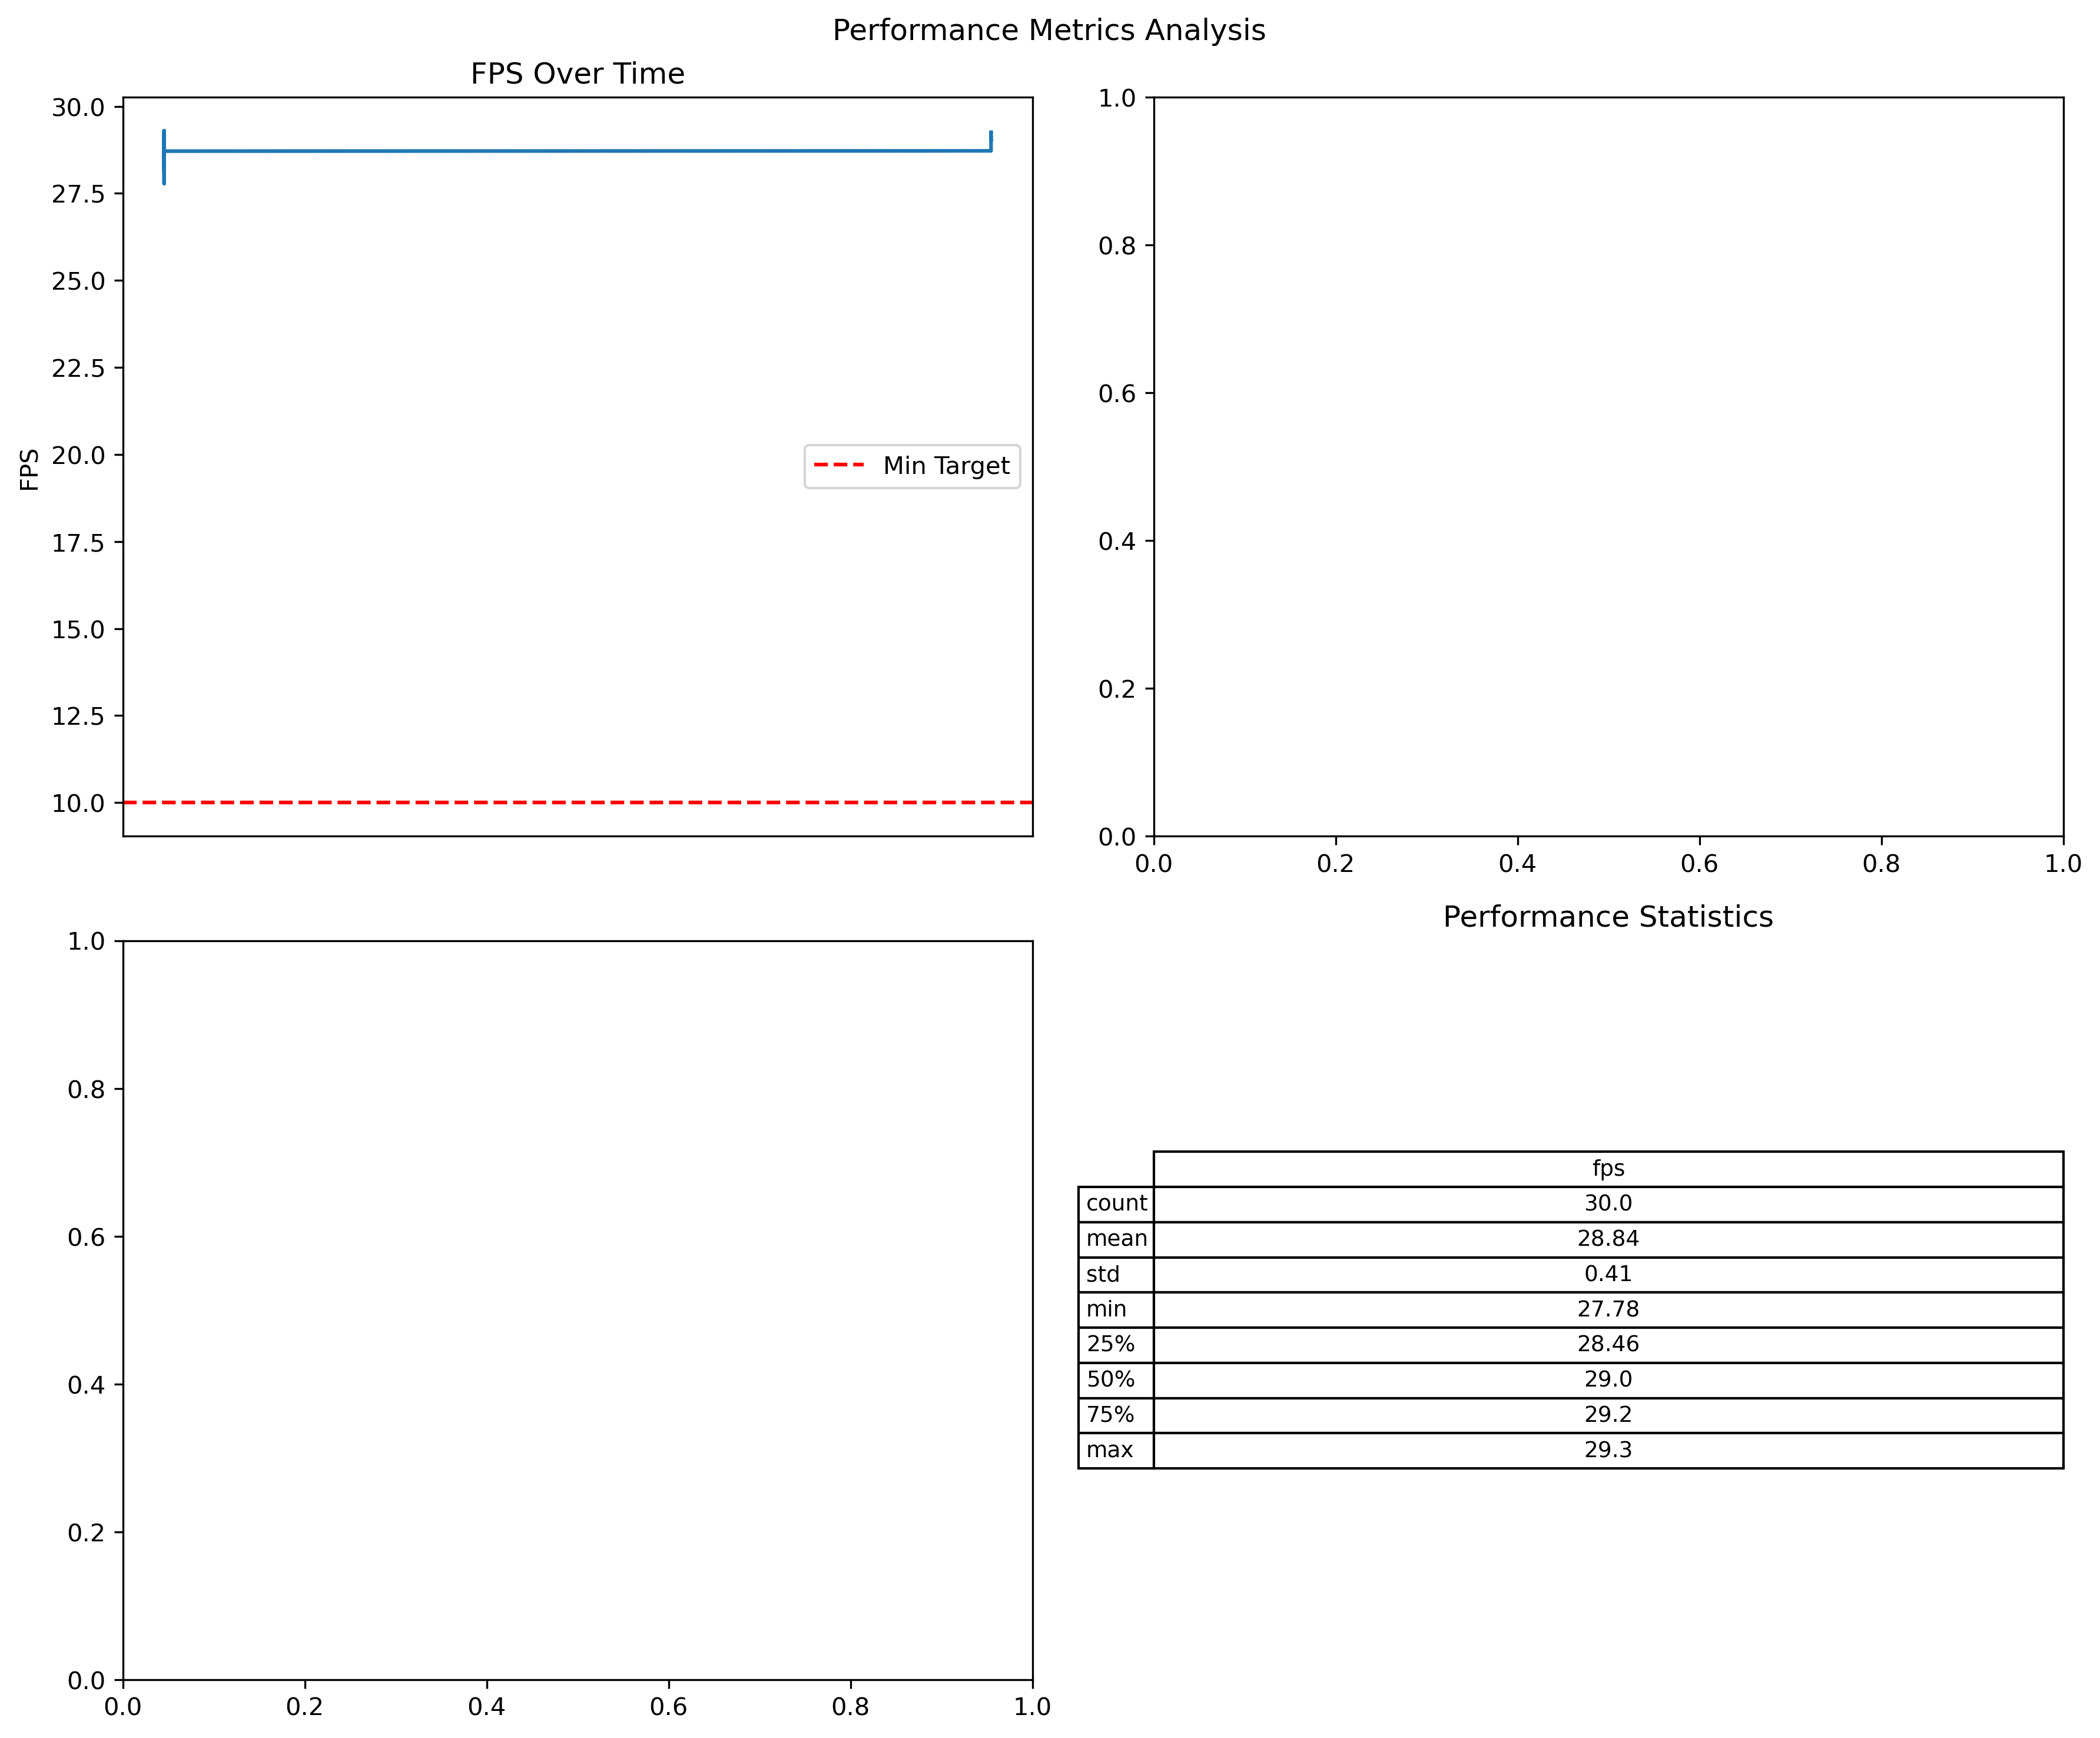 Performance Metrics Analysis
FPS Over Time
30.0
27.5
25.0
22.5
20.0
17.5
15.0
12.5
10.0
FPS
Min Target
1.0
0.8
0.6
0.4
0.2
0.0
0.0 0.2 0.4 0.6 0.8 1.0
1.0
0.8
0.6
0.4
0.2
0.0
0.0 0.2 0.4 0.6 0.8 1.0
Performance Statistics
fps
count 30.0
mean 28.84
std 0.41
min 27.78
25% 28.46
50% 29.0
75% 29.2
max 29.3